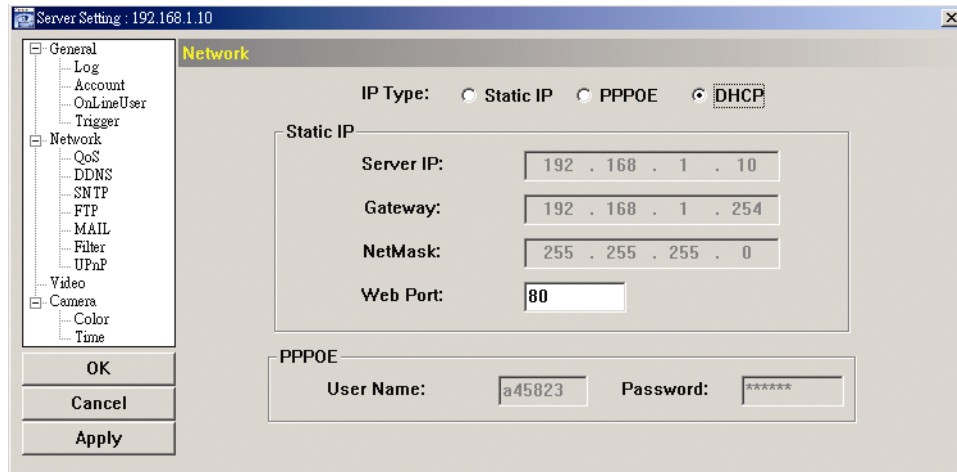 Server Setting : 192.168.1.10
General
Log
Account
OnLineUser
Trigger
Network
QoS
DDNS
SNTP
FTP
MAIL
Filter
UPnP
Video
Camera
Color
Time
OK
Cancel
Apply
Network
IP Type: Static IP PPPOE DHCP
Static IP
Server IP: 192 . 168 . 1 . 10
Gateway: 192 . 168 . 1 . 254
NetMask: 255 . 255 . 255 . 0
Web Port: 80
PPPOE
User Name: a45823 Password: ******